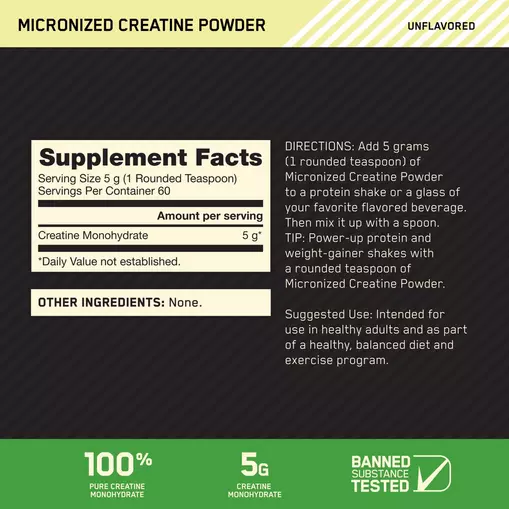 MICRONIZED CREATINE POWDER
UNFLAVORED
Supplement Facts
Serving Size 5 g (1 Rounded Teaspoon)
Servings Per Container 60
Amount per serving
Creatine Monohydrate 5 g*
*Daily Value not established.
OTHER INGREDIENTS: None.
DIRECTIONS: Add 5 grams
(1 rounded teaspoon) of
Micronized Creatine Powder
to a protein shake or a glass of
your favorite flavored beverage.
Then mix it up with a spoon.
TIP: Power-up protein and
weight-gainer shakes with
a rounded teaspoon of
Micronized Creatine Powder.
Suggested Use: Intended for
use in healthy adults and as part
of a healthy, balanced diet and
exercise program.
100%
PURE CREATINE
MONOHYDRATE
5G
CREATINE
MONOHYDRATE
BANNED
SUBSTANCE
TESTED